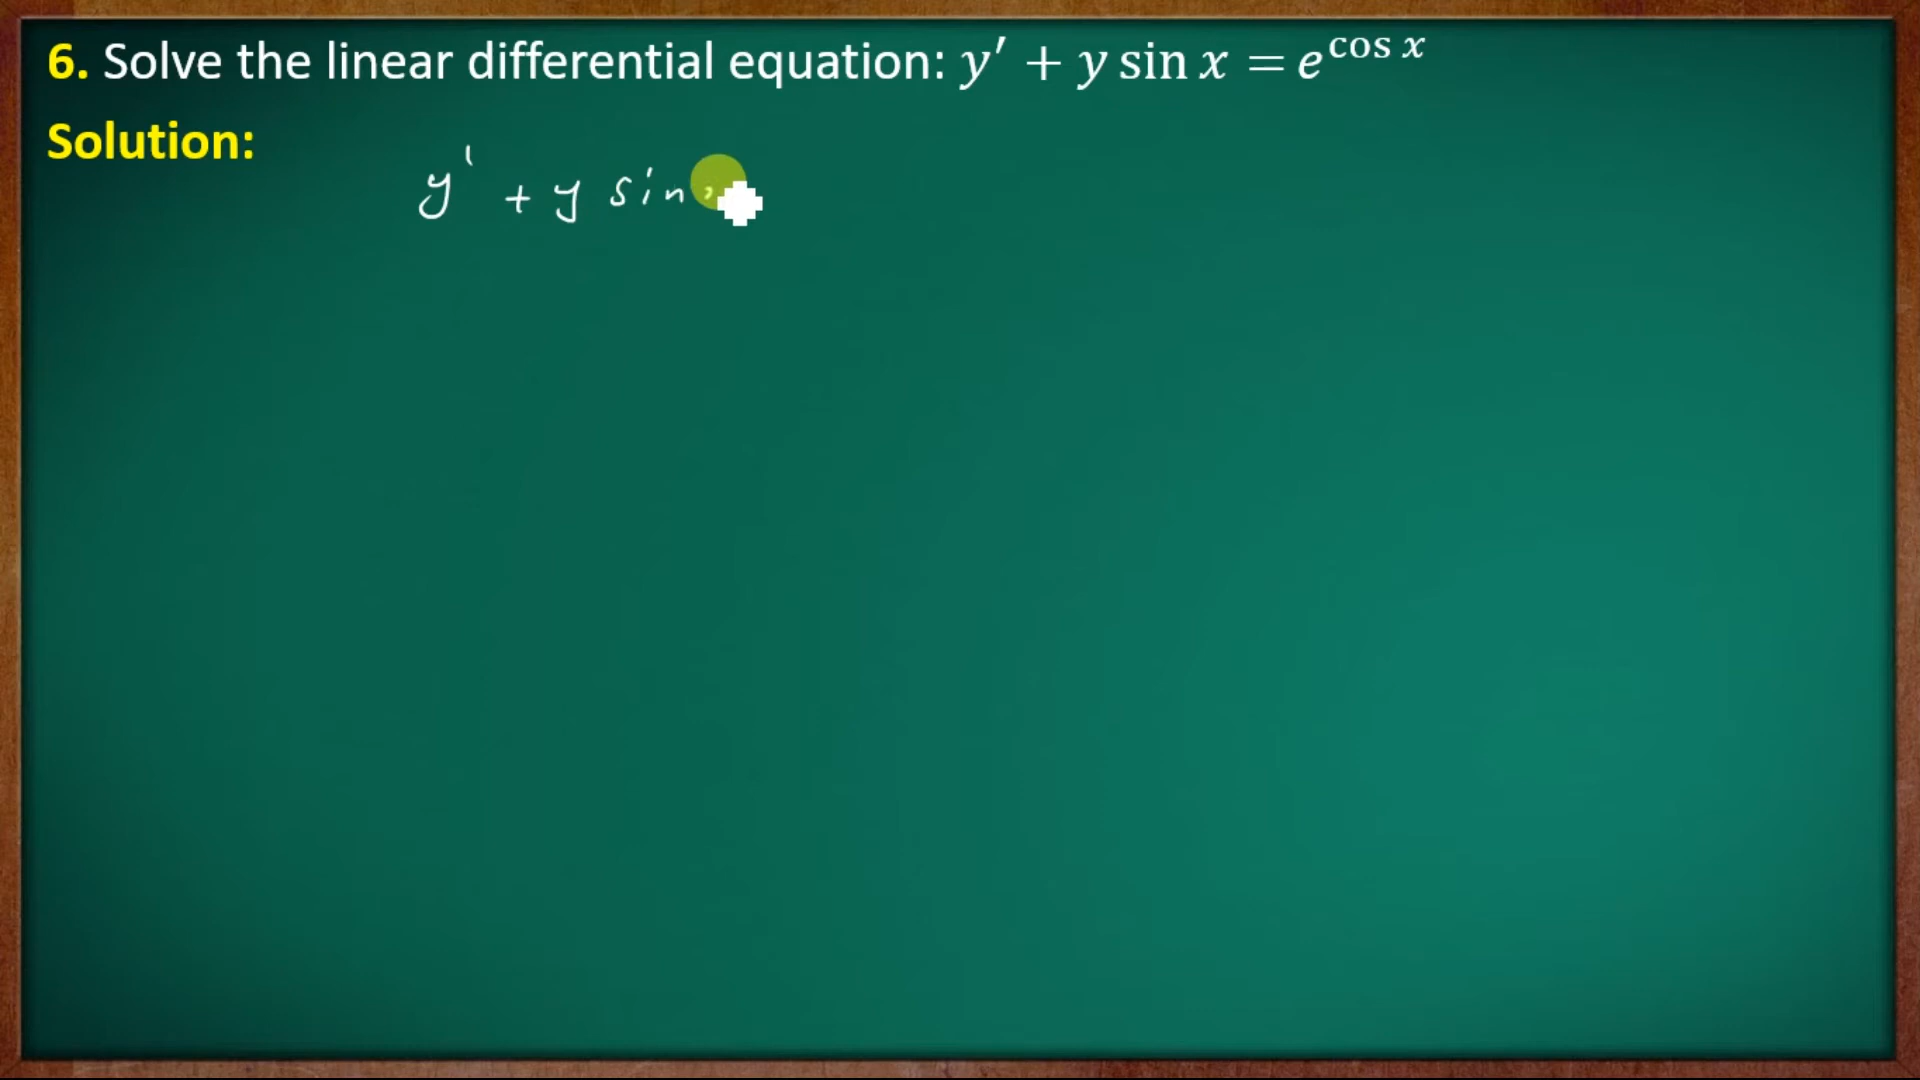 6. Solve the linear differential equation: y′ + y sin x = e^{cos x}
Solution:
y' + y sin